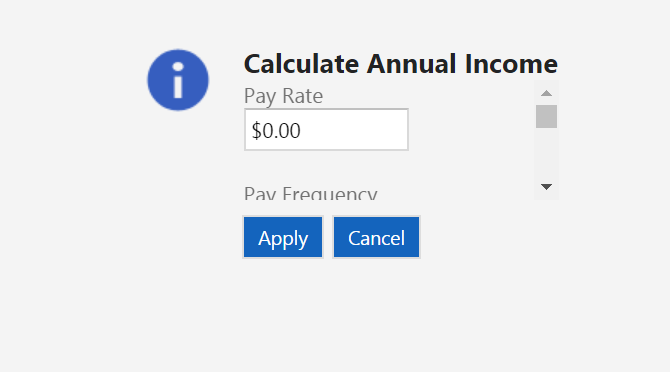 Calculate Annual Income
Pay Rate
$0.00
Pay Frequency
Apply Cancel